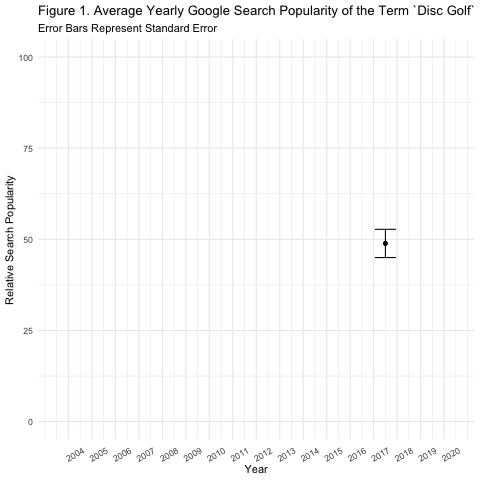 Figure 1. Average Yearly Google Search Popularity of the Term `Disc Golf`
Error Bars Represent Standard Error
Relative Search Popularity
100
75
50
25
0
2004 2005 2006 2007 2008 2009 2010 2011 2012 2013 2014 2015 2016 2017 2018 2019 2020
Year